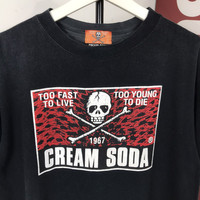 TOO FAST TO LIVE
TOO YOUNG TO DIE
1967
CREAM SODA
®